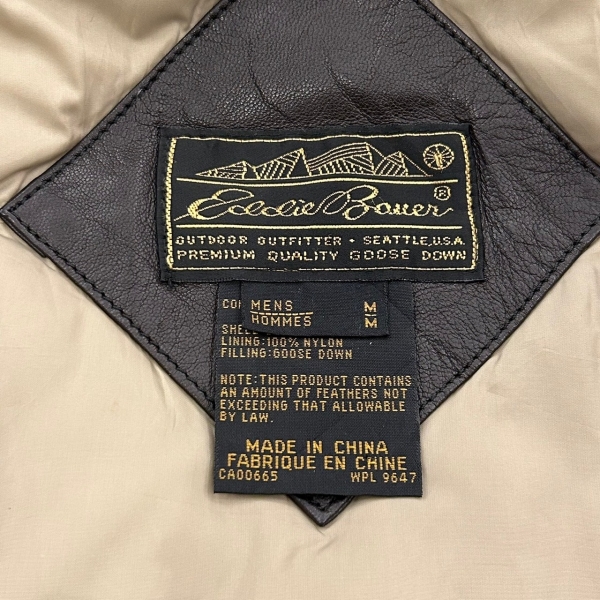 Eddie Bauer®
OUTDOOR OUTFITTER • SEATTLE, U.S.A.
PREMIUM QUALITY GOOSE DOWN
MENS M
HOMMES M
LINING:100% NYLON
FILLING:GOOSE DOWN
NOTE:THIS PRODUCT CONTAINS
AN AMOUNT OF FEATHERS NOT
EXCEEDING THAT ALLOWABLE
BY LAW.
MADE IN CHINA
FABRIQUE EN CHINE
CA00665 WPL 9647